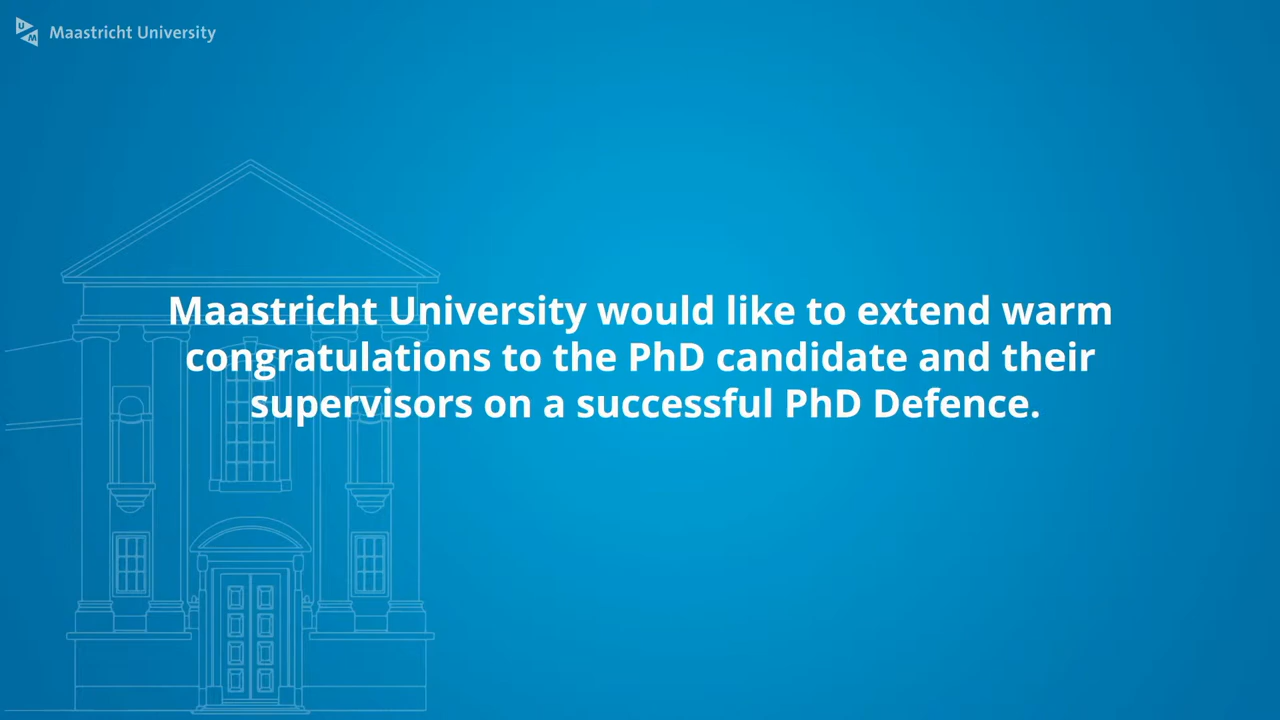 UM
Maastricht University
Maastricht University would like to extend warm
congratulations to the PhD candidate and their
supervisors on a successful PhD Defence.